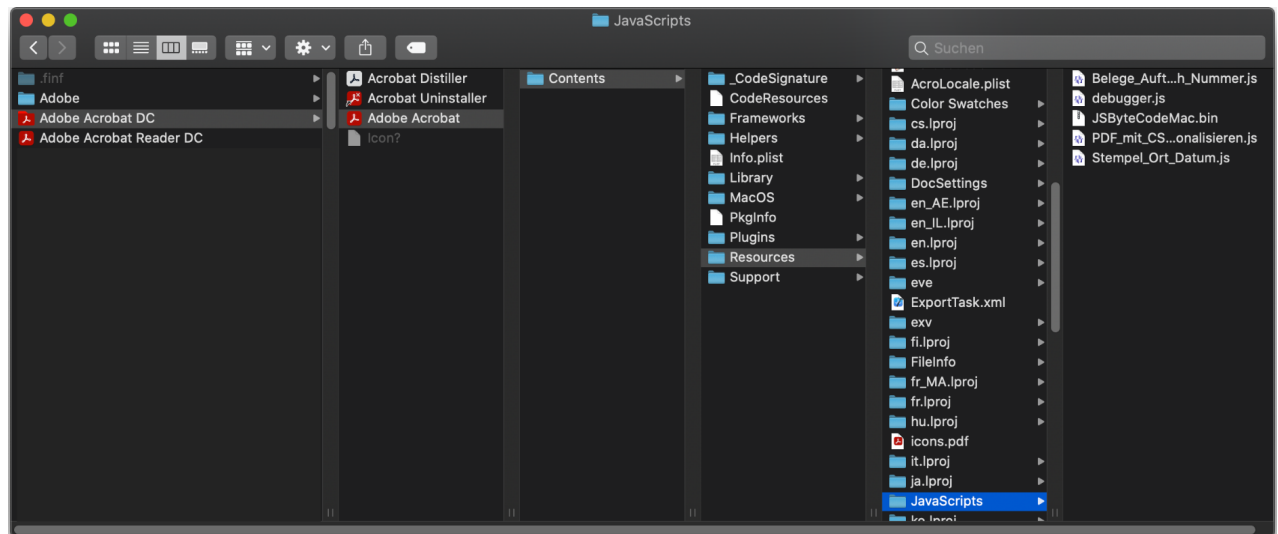 JavaScripts
Suchen
.finf
Adobe
Adobe Acrobat DC
Adobe Acrobat Reader DC
Acrobat Distiller
Acrobat Uninstaller
Adobe Acrobat
Icon?
Contents
_CodeSignature
CodeResources
Frameworks
Helpers
Info.plist
Library
MacOS
PkgInfo
Plugins
Resources
Support
AcroLocale.plist
Color Swatches
cs.lproj
da.lproj
de.lproj
DocSettings
en_AE.lproj
en_IL.lproj
en.lproj
es.lproj
eve
ExportTask.xml
exv
fi.lproj
FileInfo
fr_MA.lproj
fr.lproj
hu.lproj
icons.pdf
it.lproj
ja.lproj
JavaScripts
ko.lproj
Belege_Auft...h_Nummer.js
debugger.js
JSByteCodeMac.bin
PDF_mit_CS...onalisieren.js
Stempel_Ort_Datum.js